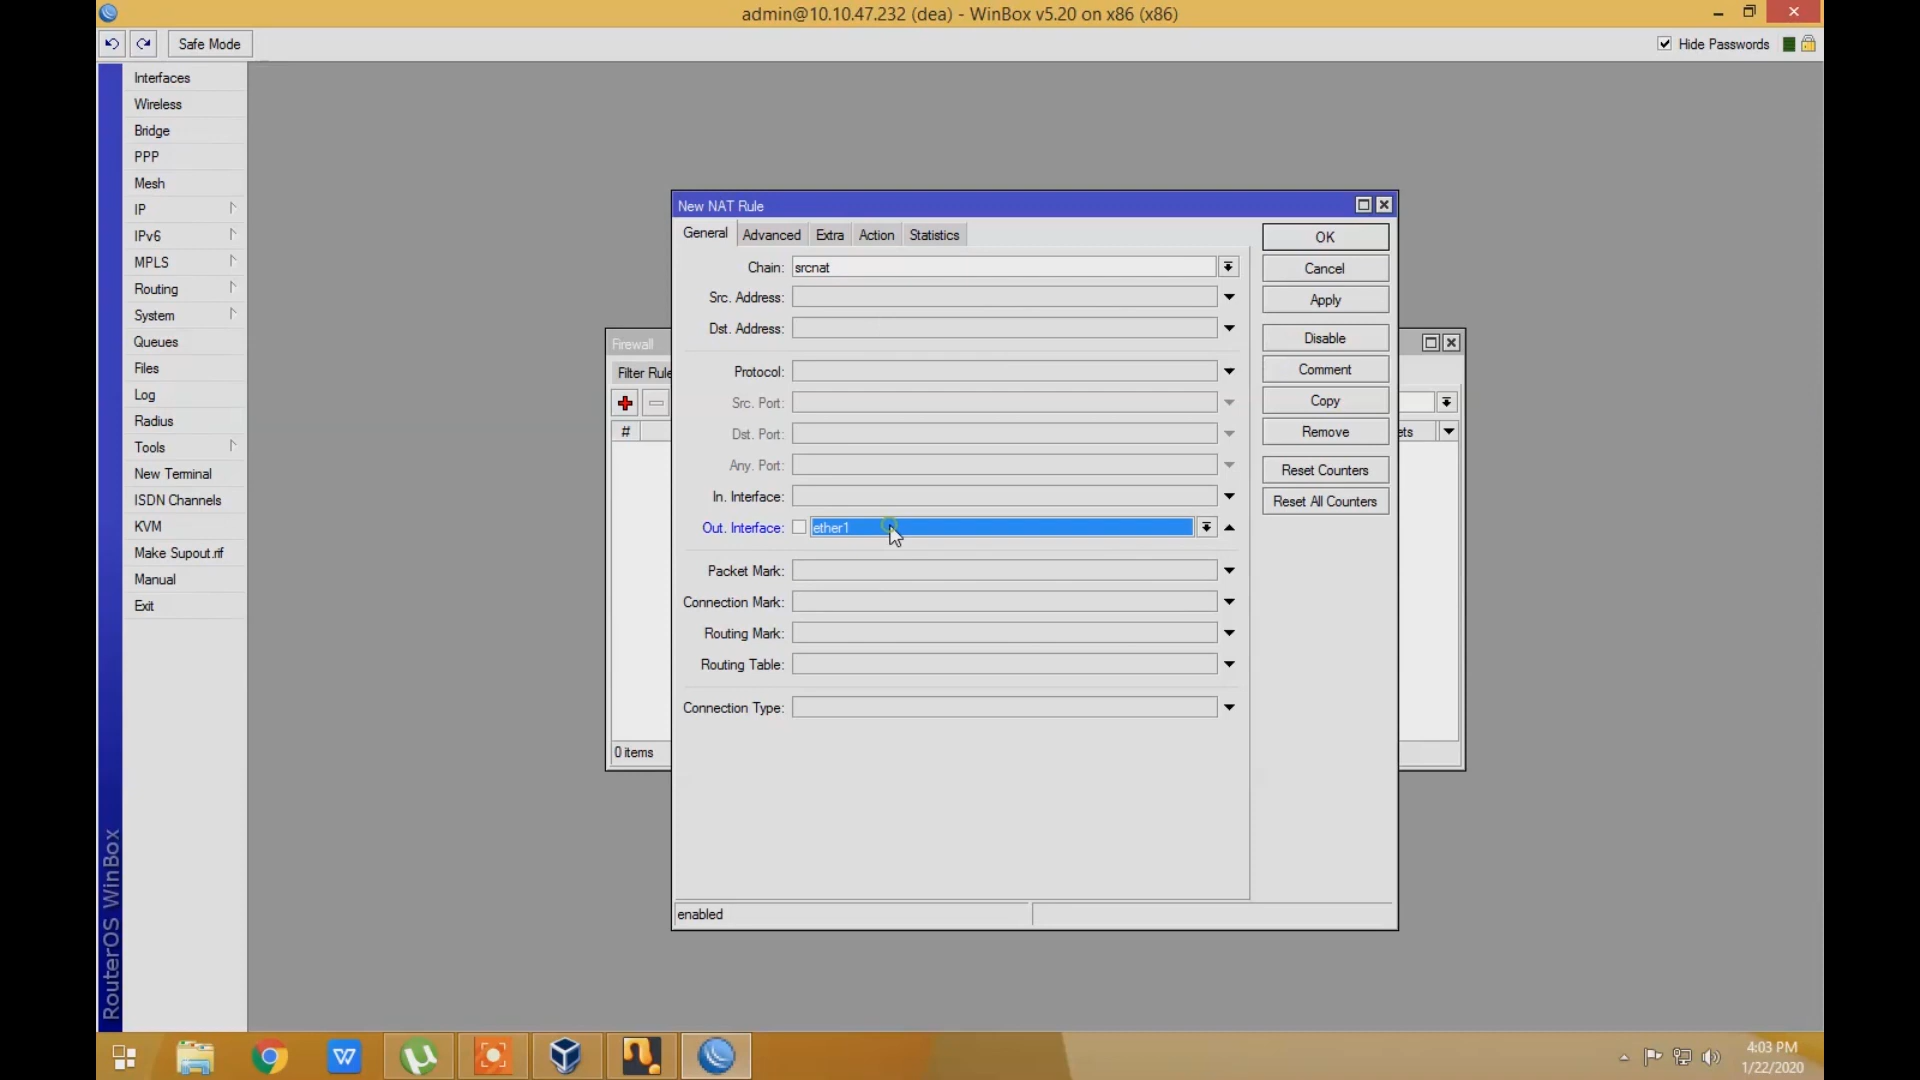 admin@10.10.47.232 (dea) - WinBox v5.20 on x86 (x86)
Safe Mode
Hide Passwords
Interfaces
Wireless
Bridge
PPP
Mesh
IP
IPv6
MPLS
Routing
System
Queues
Files
Log
Radius
Tools
New Terminal
ISDN Channels
KVM
Make Supout.rif
Manual
Exit
RouterOS WinBox
Firewall
Filter Rule
#
ets
0 items
New NAT Rule
General
Advanced
Extra
Action
Statistics
Chain: srcnat
Src. Address:
Dst. Address:
Protocol:
Src. Port:
Dst. Port:
Any. Port:
In. Interface:
Out. Interface: ether1
Packet Mark:
Connection Mark:
Routing Mark:
Routing Table:
Connection Type:
enabled
OK
Cancel
Apply
Disable
Comment
Copy
Remove
Reset Counters
Reset All Counters
W
4:03 PM
1/22/2020